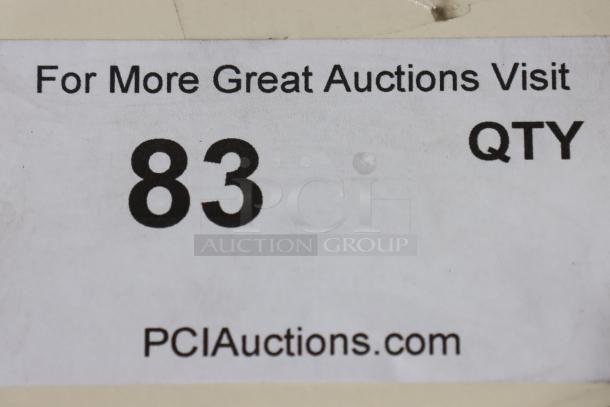 For More Great Auctions Visit
83 QTY
PCI
AUCTION GROUP
PCIAuctions.com